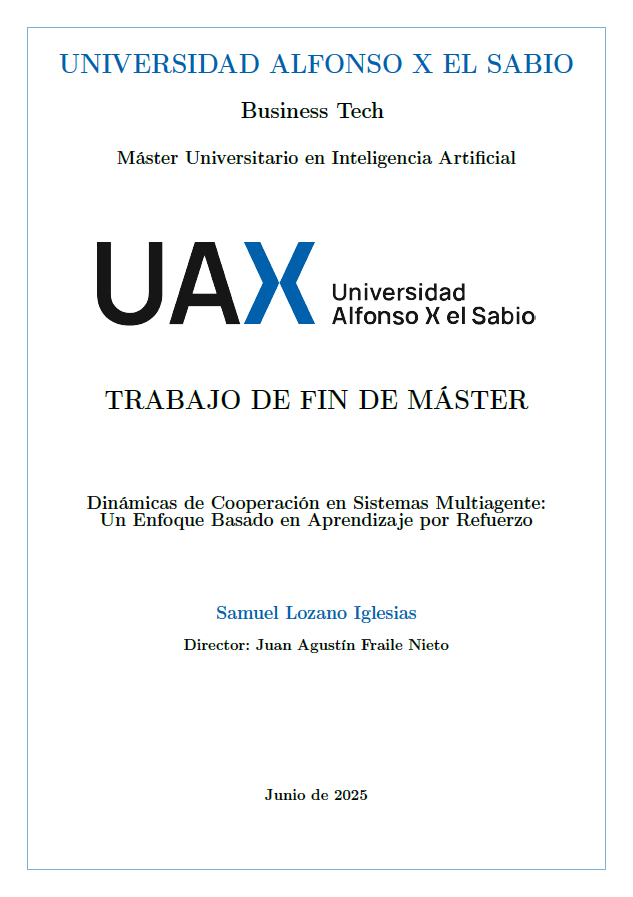 UNIVERSIDAD ALFONSO X EL SABIO
Business Tech
Máster Universitario en Inteligencia Artificial
UAX
Universidad
Alfonso X el Sabio
TRABAJO DE FIN DE MÁSTER
Dinámicas de Cooperación en Sistemas Multiagente:
Un Enfoque Basado en Aprendizaje por Refuerzo
Samuel Lozano Iglesias
Director: Juan Agustín Fraile Nieto
Junio de 2025